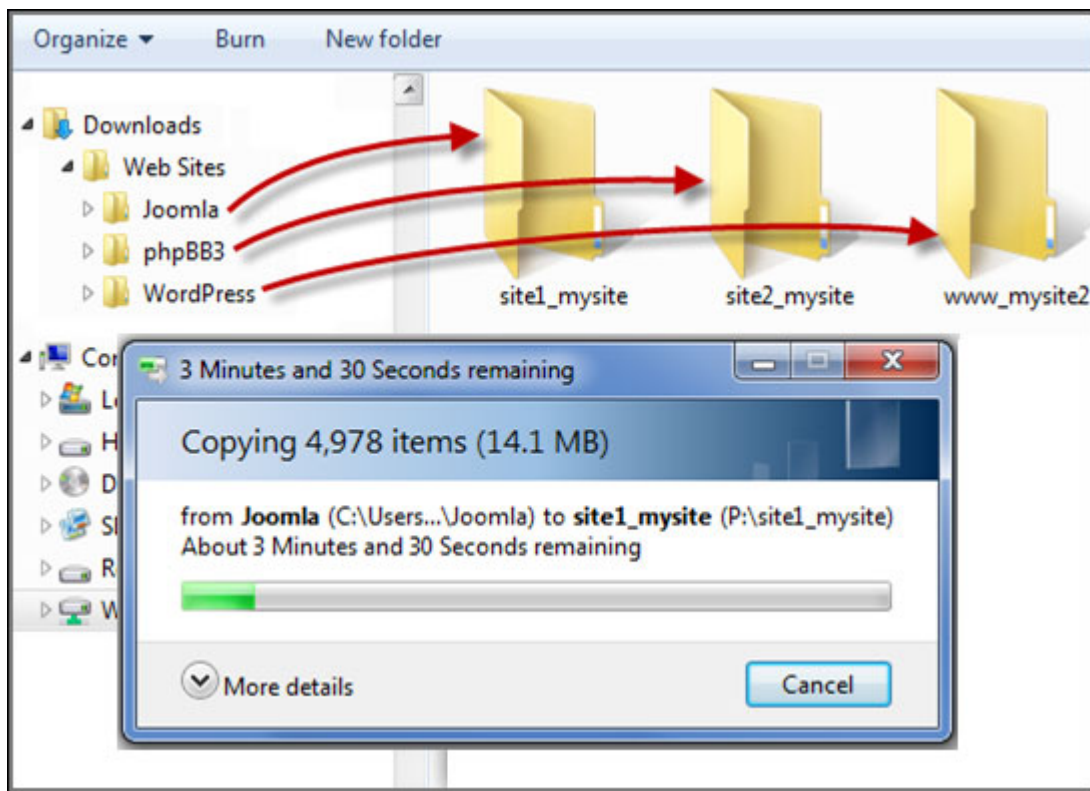 Organize Burn New folder
Downloads
Web Sites
Joomla
phpBB3
WordPress
site1_mysite site2_mysite www_mysite2
3 Minutes and 30 Seconds remaining
Copying 4,978 items (14.1 MB)
from Joomla (C:\Users...\Joomla) to site1_mysite (P:\site1_mysite)
About 3 Minutes and 30 Seconds remaining
More details
Cancel